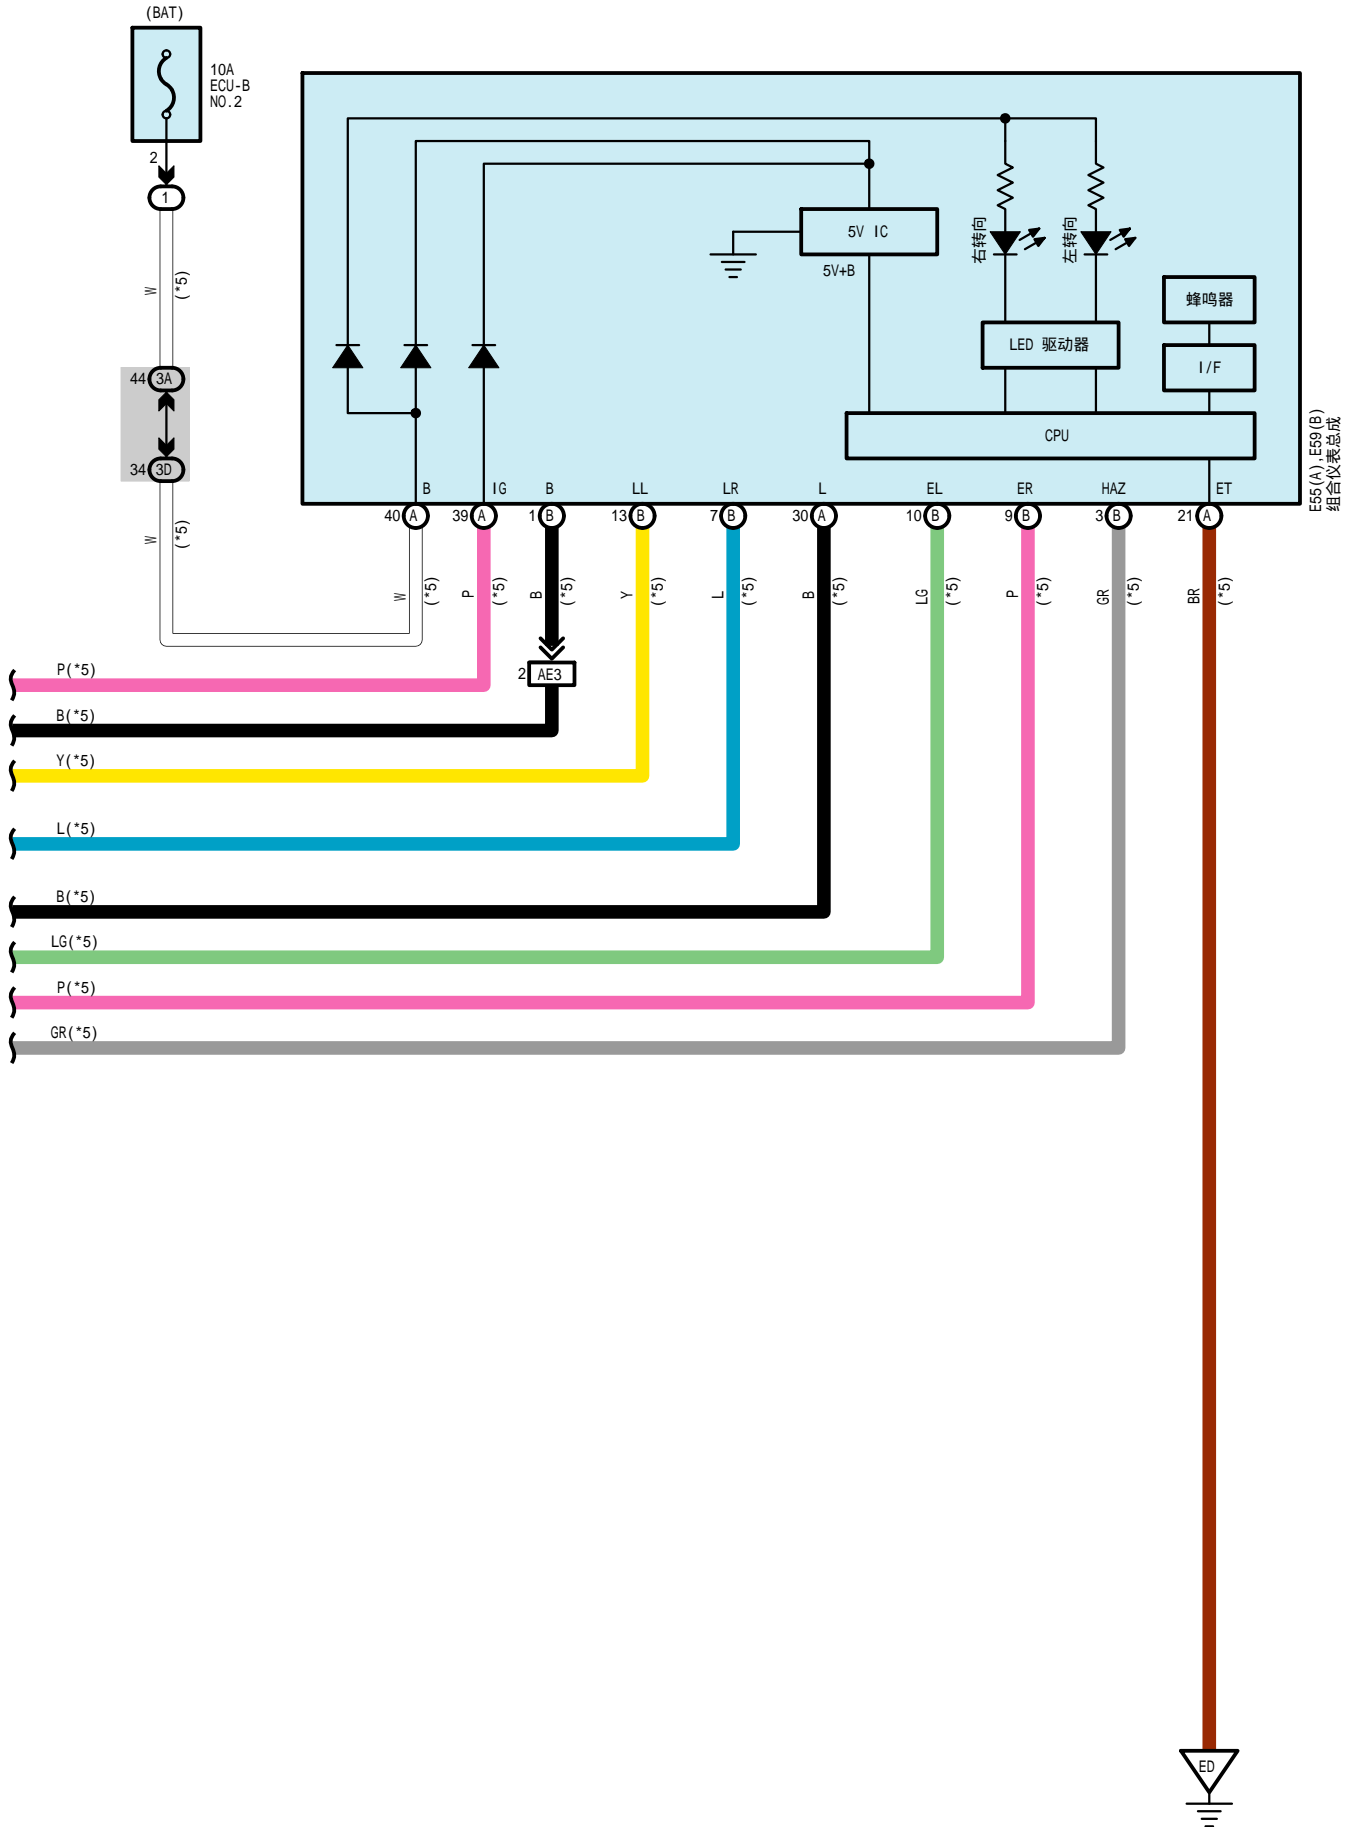 (BAT)
10A
ECU-B
NO.2
2
1
W
(*5)
44 3A
34 3D
W
(*5)
5V IC
5V+B
右转向
左转向
蜂鸣器
LED 驱动器
I/F
CPU
E55(A),E59(B)
组合仪表总成
B IG B LL LR L EL ER HAZ ET
40 A 39 A 1 B 13 B 7 B 30 A 10 B 9 B 3 B 21 A
W (*5) P (*5) B (*5) Y (*5) L (*5) B (*5) LG (*5) P (*5) GR (*5) BR (*5)
2 AE3
P(*5)
B(*5)
Y(*5)
L(*5)
B(*5)
LG(*5)
P(*5)
GR(*5)
ED